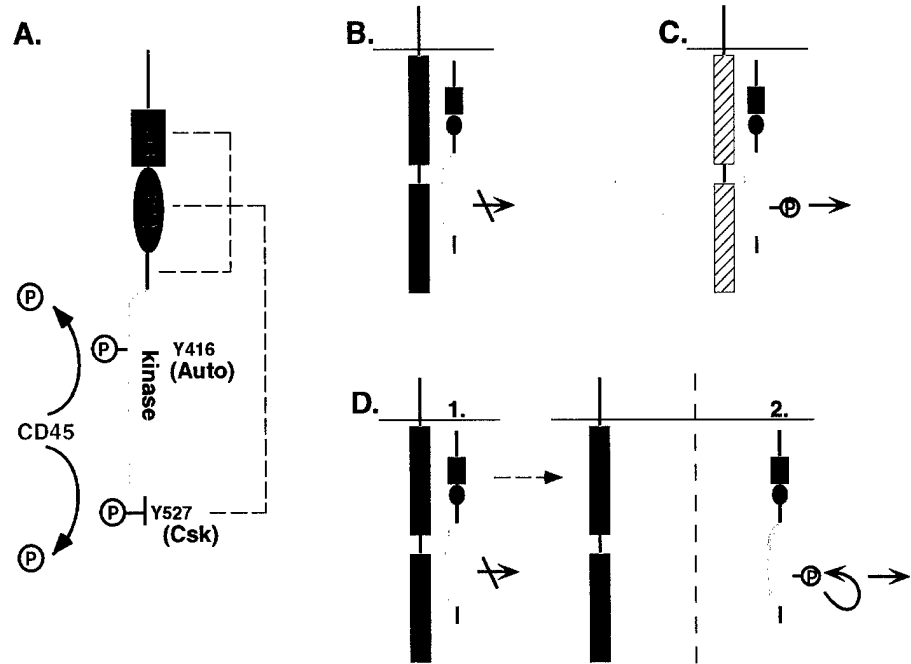 A.
P
P
Y416
(Auto)
kinase
CD45
P
Y527
(Csk)
P
B.
C.
P
D.
1.
2.
P